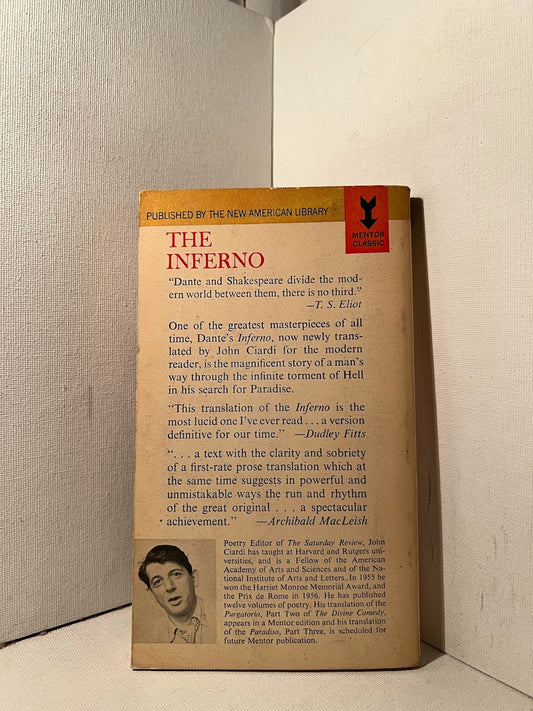 PUBLISHED BY THE NEW AMERICAN LIBRARY
MENTOR
CLASSIC
THE
INFERNO
"Dante and Shakespeare divide the mod-
ern world between them, there is no third."
—T. S. Eliot
One of the greatest masterpieces of all
time, Dante's Inferno, now newly trans-
lated by John Ciardi for the modern
reader, is the magnificent story of a man's
way through the infinite torment of Hell
in his search for Paradise.
"This translation of the Inferno is the
most lucid one I've ever read . . . a version
definitive for our time." —Dudley Fitts
". . . a text with the clarity and sobriety
of a first-rate prose translation which at
the same time suggests in powerful and
unmistakable ways the run and rhythm
of the great original . . . a spectacular
achievement." —Archibald MacLeish
Poetry Editor of The Saturday Review, John
Ciardi has taught at Harvard and Rutgers uni-
versities, and is a Fellow of the American
Academy of Arts and Sciences and of the Na-
tional Institute of Arts and Letters. In 1955 he
won the Harriet Monroe Memorial Award, and
the Prix de Rome in 1956. He has published
twelve volumes of poetry. His translation of the
Purgatorio, Part Two of The Divine Comedy,
appears in a Mentor edition and his translation
of the Paradiso, Part Three, is scheduled for
future Mentor publication.